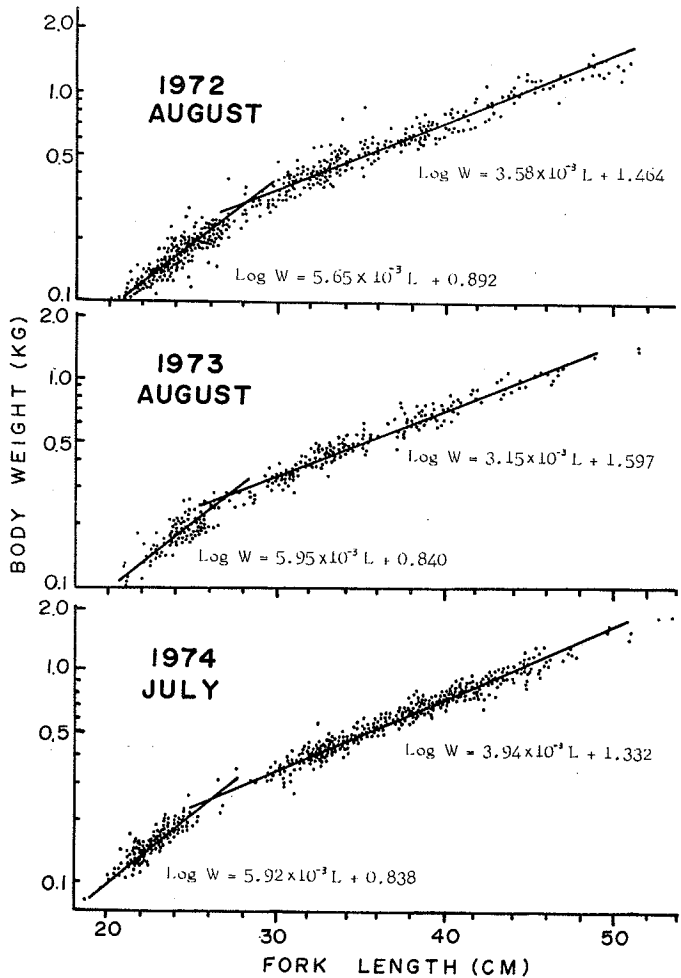 2.0
1.0
0.5
0.1
1972
AUGUST
Log W = 3.58 x 10⁻³ L + 1.464
Log W = 5.65 x 10⁻³ L + 0.892
2.0
1.0
0.5
0.1
1973
AUGUST
Log W = 3.15 x 10⁻³ L + 1.597
Log W = 5.95 x 10⁻³ L + 0.840
2.0
1.0
0.5
0.1
1974
JULY
Log W = 3.94 x 10⁻³ L + 1.332
Log W = 5.92 x 10⁻³ L + 0.838
BODY WEIGHT (KG)
20 30 40 50
FORK LENGTH (CM)